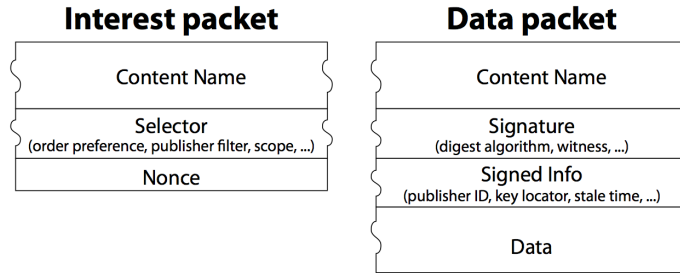 Interest packet
Content Name
Selector
(order preference, publisher filter, scope, ...)
Nonce
Data packet
Content Name
Signature
(digest algorithm, witness, ...)
Signed Info
(publisher ID, key locator, stale time, ...)
Data